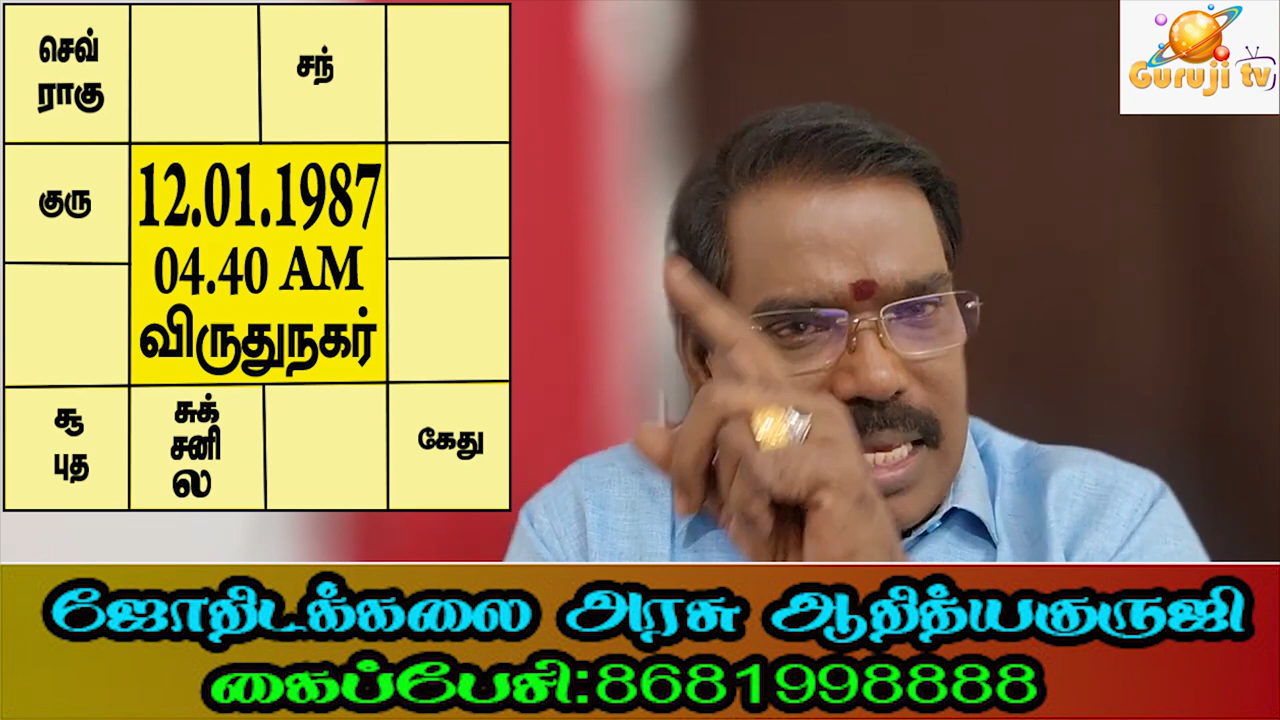 செவ்
ராகு
சந்
குரு
12.01.1987
04.40 AM
விருதுநகர்
சூ
புத
சுக்
சனி
ல
கேது
Guruji tv
ஜோதிடக்கலை அரசு ஆதித்யகுருஜி
கைப்பேசி:8681998888